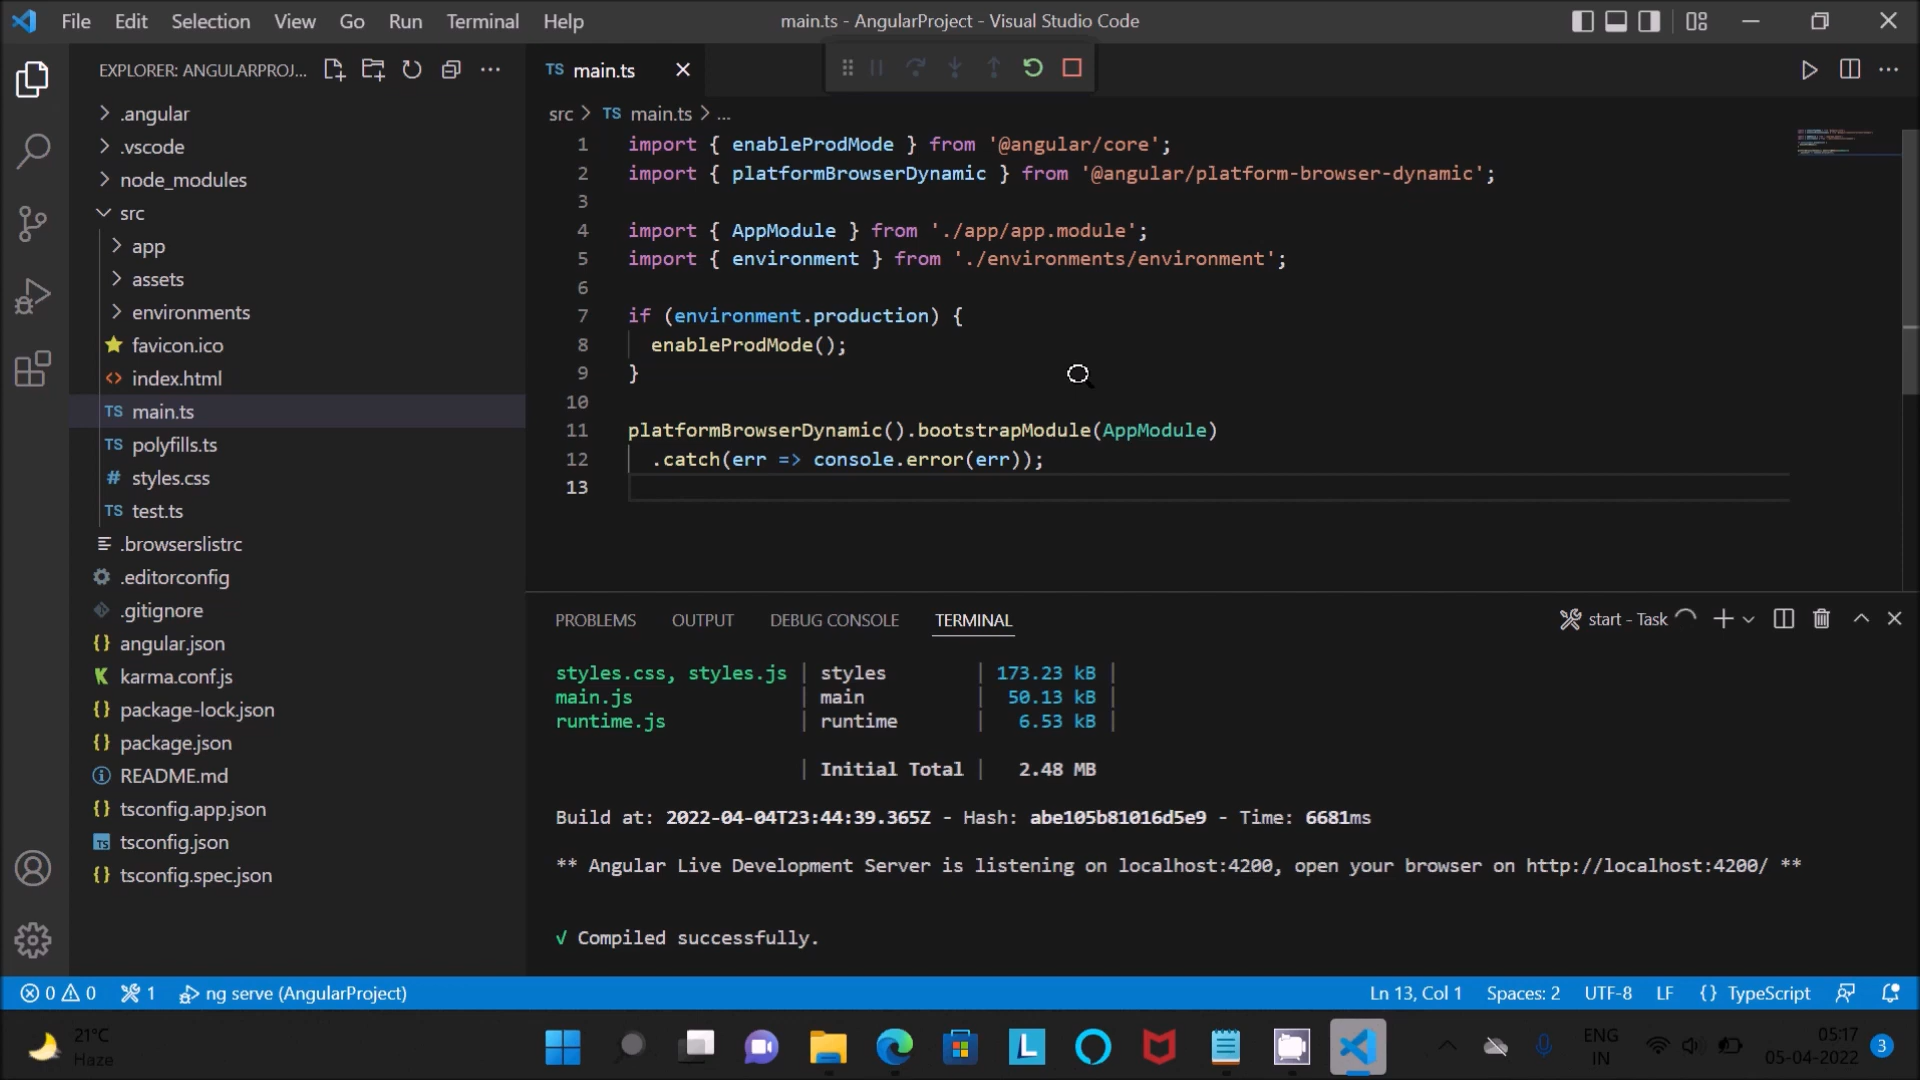 File Edit Selection View Go Run Terminal Help
main.ts - AngularProject - Visual Studio Code
EXPLORER: ANGULARPROJ...
.angular
.vscode
node_modules
src
app
assets
environments
favicon.ico
<> index.html
TS main.ts
TS polyfills.ts
# styles.css
TS test.ts
.browserslistrc
.editorconfig
.gitignore
{} angular.json
K karma.conf.js
{} package-lock.json
{} package.json
README.md
{} tsconfig.app.json
TS tsconfig.json
{} tsconfig.spec.json
TS main.ts
src > TS main.ts > ...
1 import { enableProdMode } from '@angular/core';
2 import { platformBrowserDynamic } from '@angular/platform-browser-dynamic';
3
4 import { AppModule } from './app/app.module';
5 import { environment } from './environments/environment';
6
7 if (environment.production) {
8 enableProdMode();
9 }
10
11 platformBrowserDynamic().bootstrapModule(AppModule)
12 .catch(err => console.error(err));
13
PROBLEMS OUTPUT DEBUG CONSOLE TERMINAL
start - Task
styles.css, styles.js | styles | 173.23 kB |
main.js | main | 50.13 kB |
runtime.js | runtime | 6.53 kB |
| Initial Total | 2.48 MB
Build at: 2022-04-04T23:44:39.365Z - Hash: abe105b81016d5e9 - Time: 6681ms
** Angular Live Development Server is listening on localhost:4200, open your browser on http://localhost:4200/ **
√ Compiled successfully.
0 0 1 ng serve (AngularProject)
Ln 13, Col 1 Spaces: 2 UTF-8 LF {} TypeScript
21°C
Haze
L
ENG
IN
05:17
05-04-2022
3